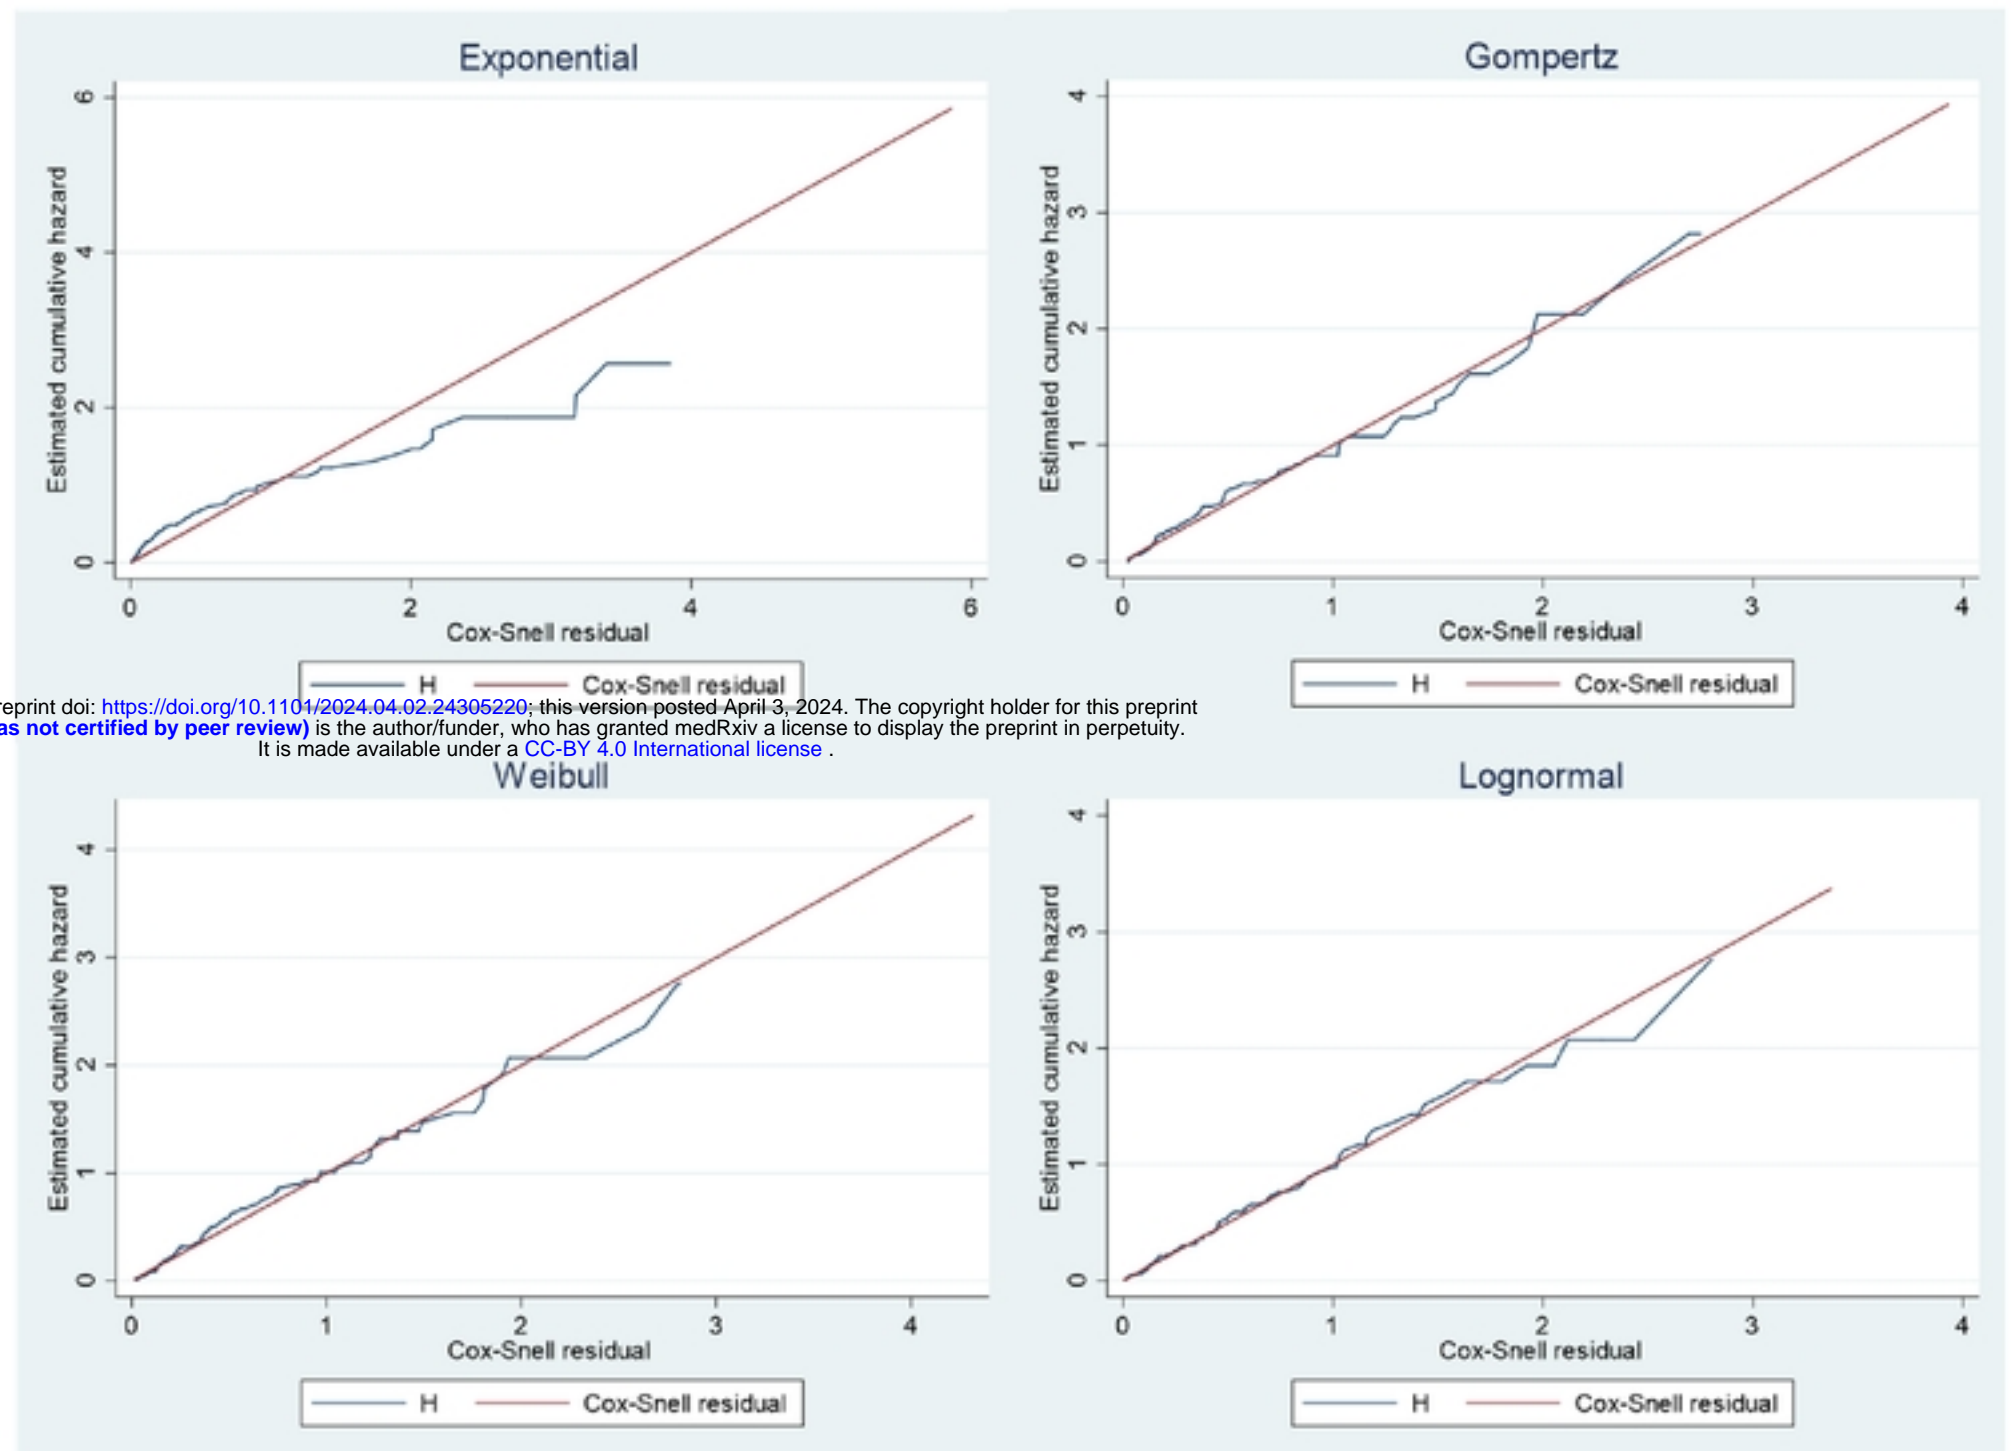 Exponential
6
4
2
0
Estimated cumulative hazard
0 2 4 6
Cox-Snell residual
H Cox-Snell residual
Gompertz
4
3
2
1
0
Estimated cumulative hazard
0 1 2 3 4
Cox-Snell residual
H Cox-Snell residual
reprint doi: https://doi.org/10.1101/2024.04.02.24305220; this version posted April 3, 2024. The copyright holder for this preprint
as not certified by peer review) is the author/funder, who has granted medRxiv a license to display the preprint in perpetuity.
It is made available under a CC-BY 4.0 International license .
Weibull
4
3
2
1
0
Estimated cumulative hazard
0 1 2 3 4
Cox-Snell residual
H Cox-Snell residual
Lognormal
4
3
2
1
0
Estimated cumulative hazard
0 1 2 3 4
Cox-Snell residual
H Cox-Snell residual